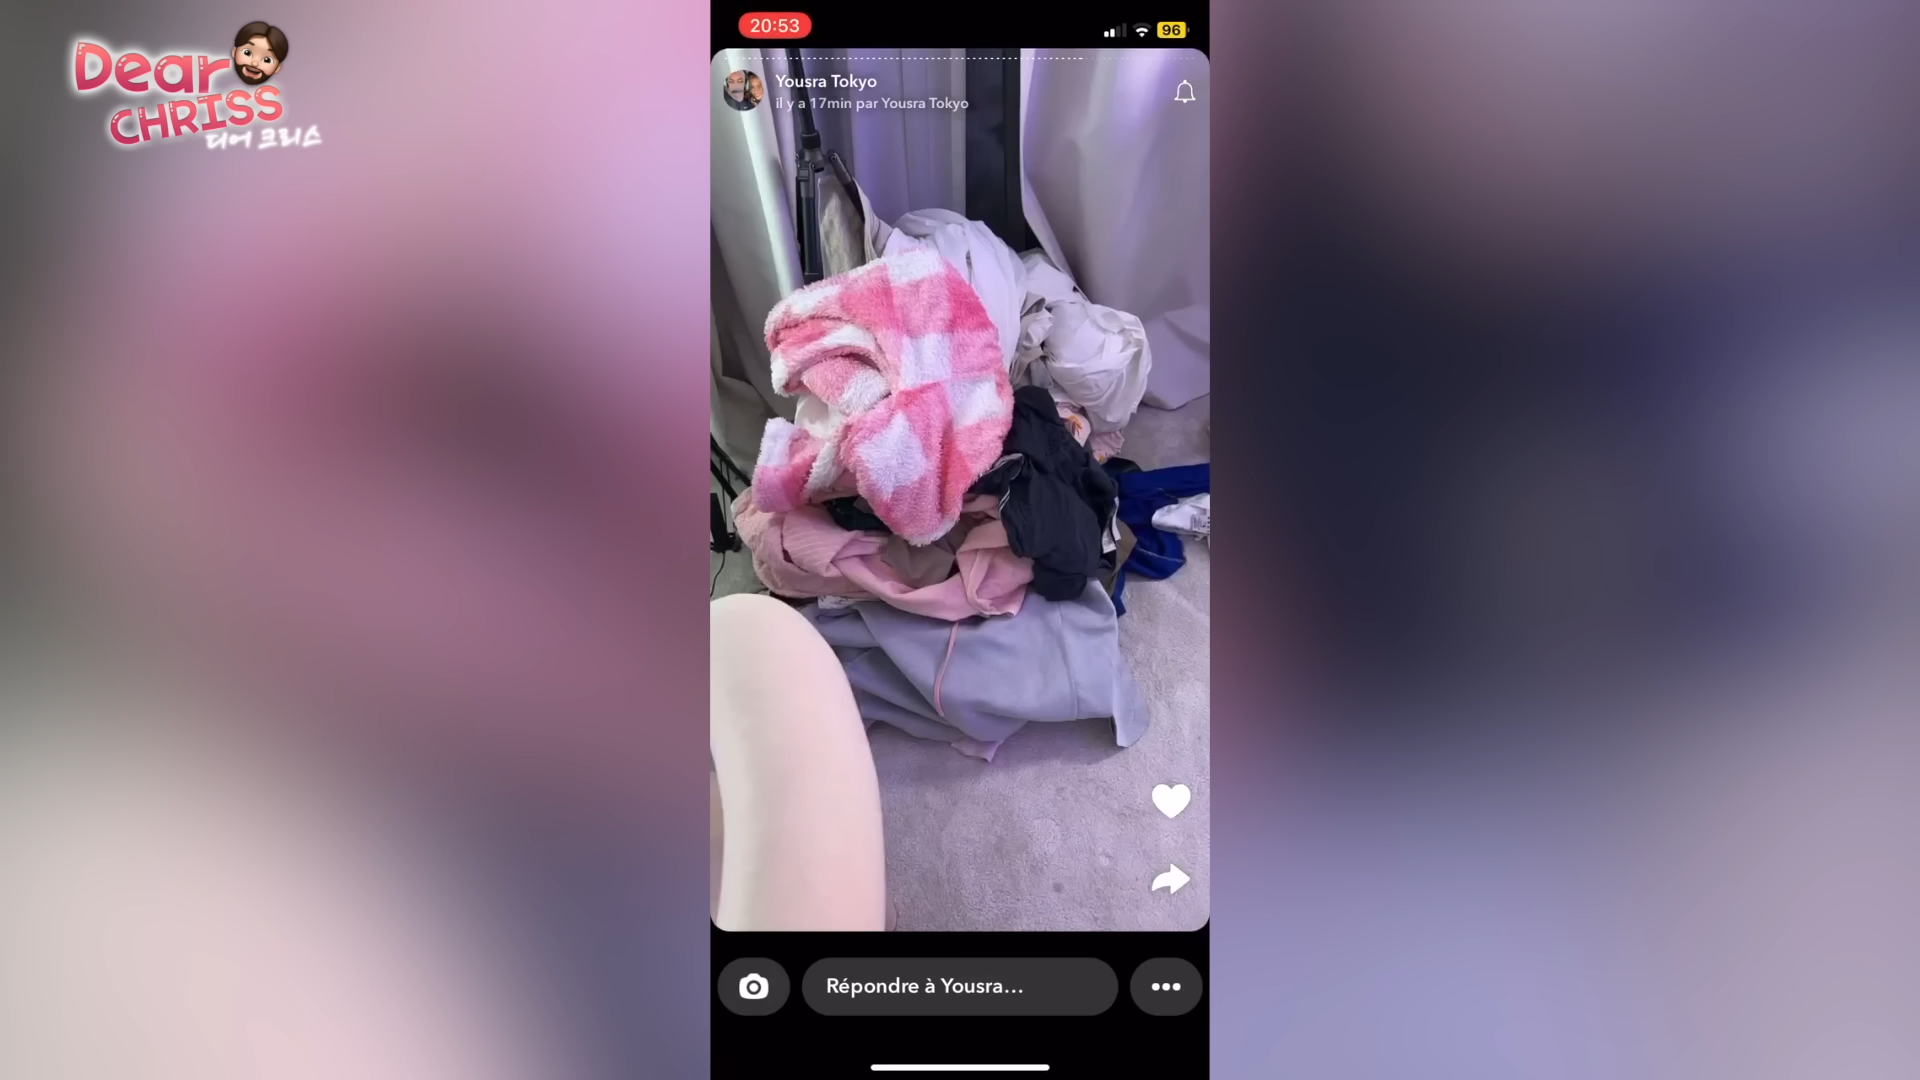 Dear
CHRISS
디어 크리스
20:53
96
Yousra Tokyo
il y a 17min par Yousra Tokyo
Répondre à Yousra...